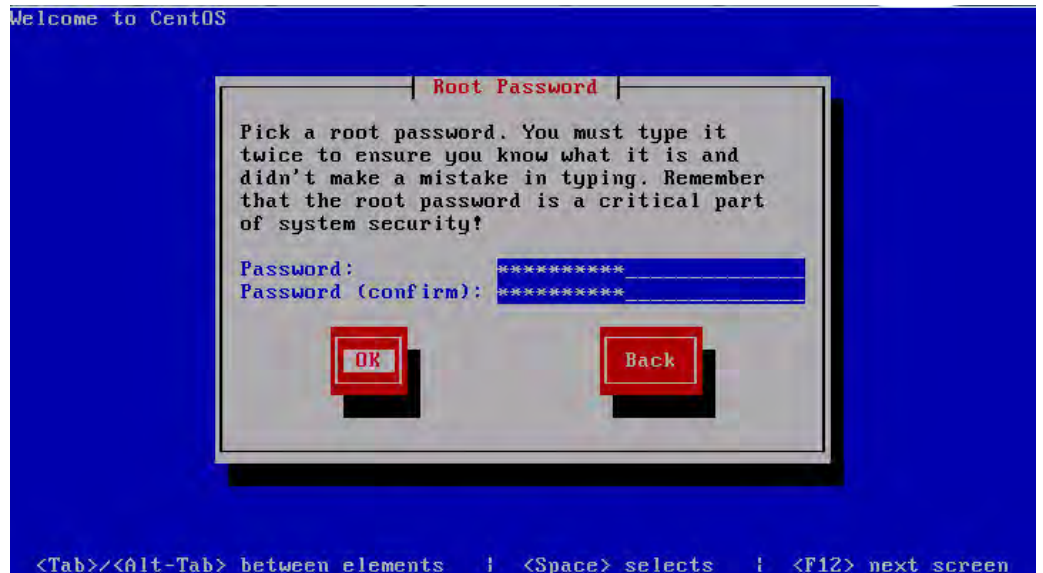 Welcome to CentOS
Root Password
Pick a root password. You must type it
twice to ensure you know what it is and
didn't make a mistake in typing. Remember
that the root password is a critical part
of system security!
Password: **********
Password (confirm): **********
OK Back
<Tab>/<Alt-Tab> between elements | <Space> selects | <F12> next screen